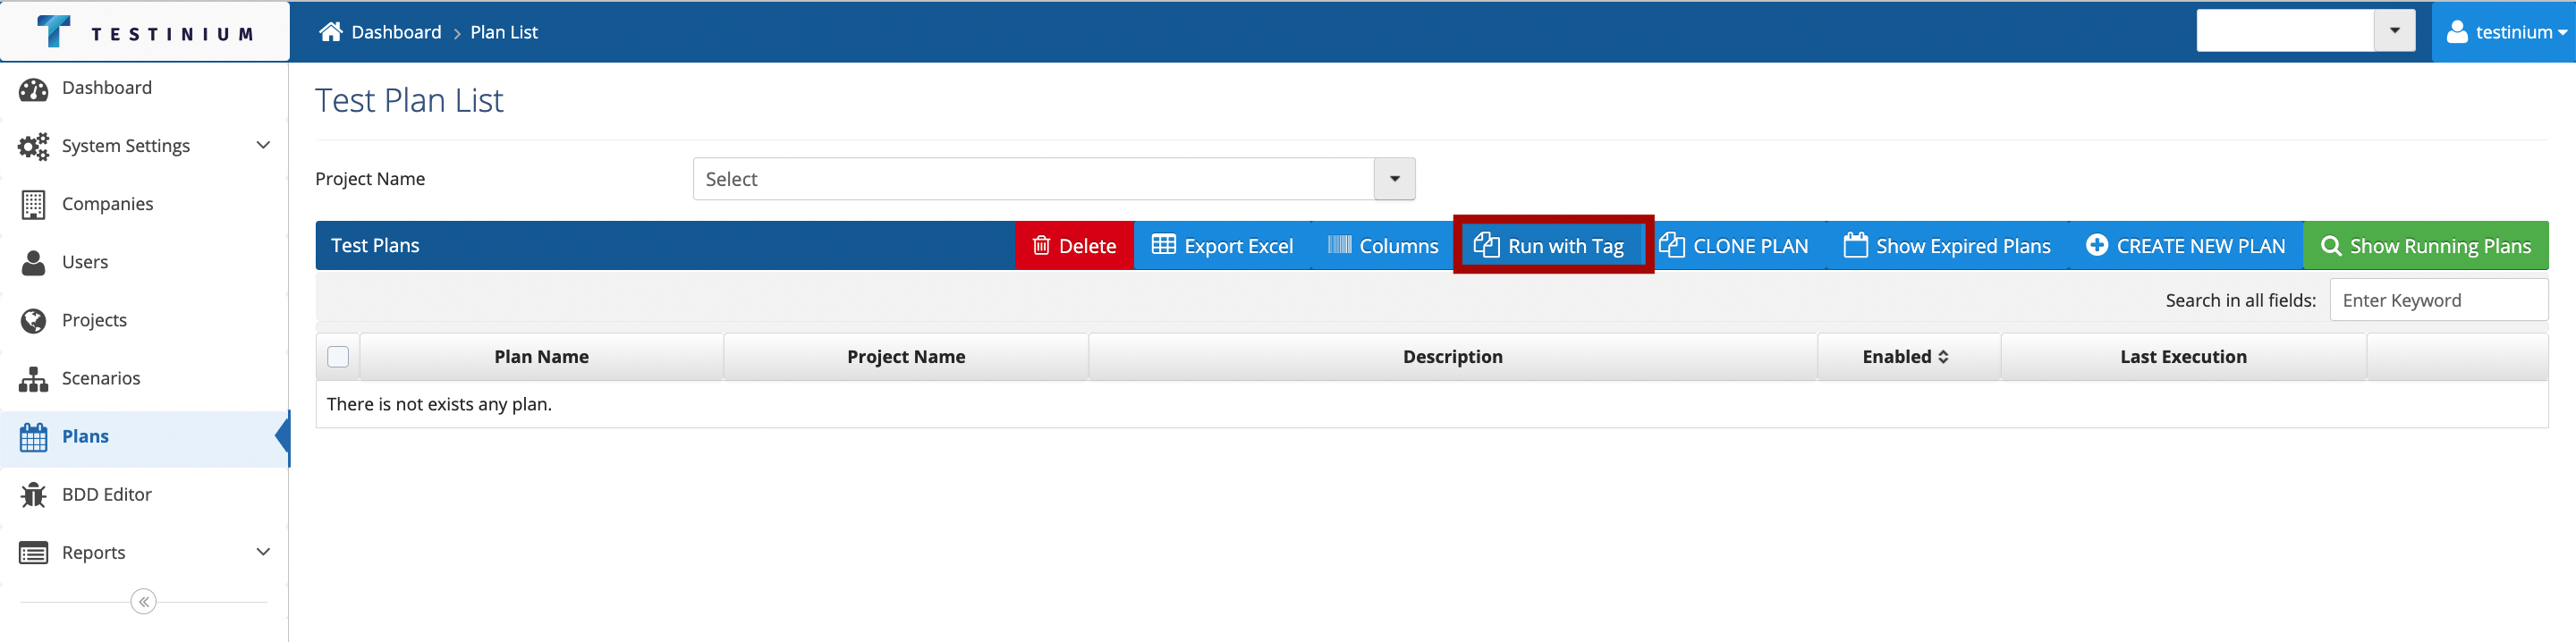 TESTINIUM
Dashboard > Plan List
testinium
Dashboard
System Settings
Companies
Users
Projects
Scenarios
Plans
BDD Editor
Reports
Test Plan List
Project Name Select
Test Plans Delete Export Excel Columns Run with Tag CLONE PLAN Show Expired Plans CREATE NEW PLAN Show Running Plans
Search in all fields: Enter Keyword
Plan Name Project Name Description Enabled Last Execution
There is not exists any plan.